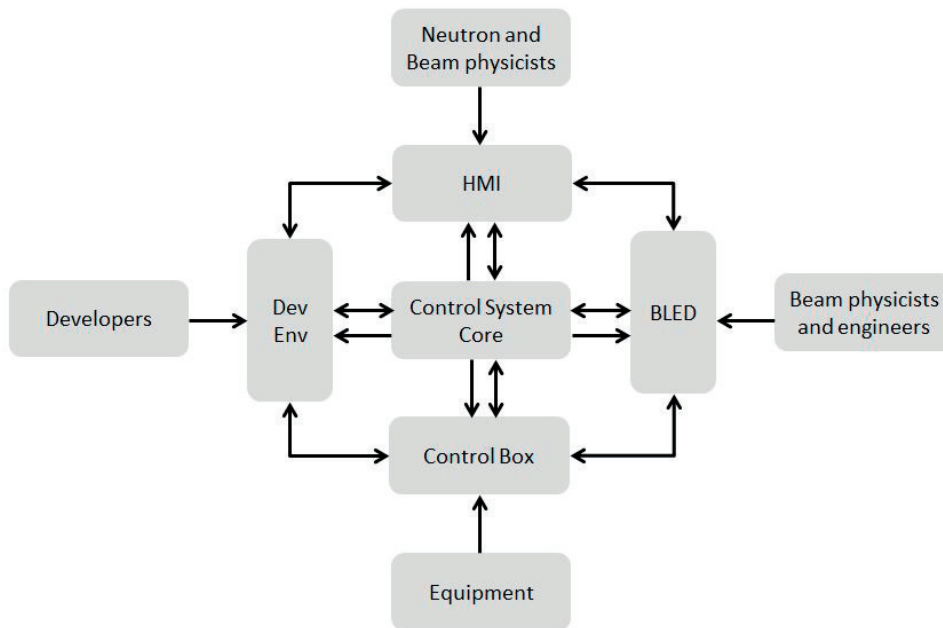 Neutron and
Beam physicists
HMI
Developers
Dev
Env
Control System
Core
BLED
Beam physicists
and engineers
Control Box
Equipment